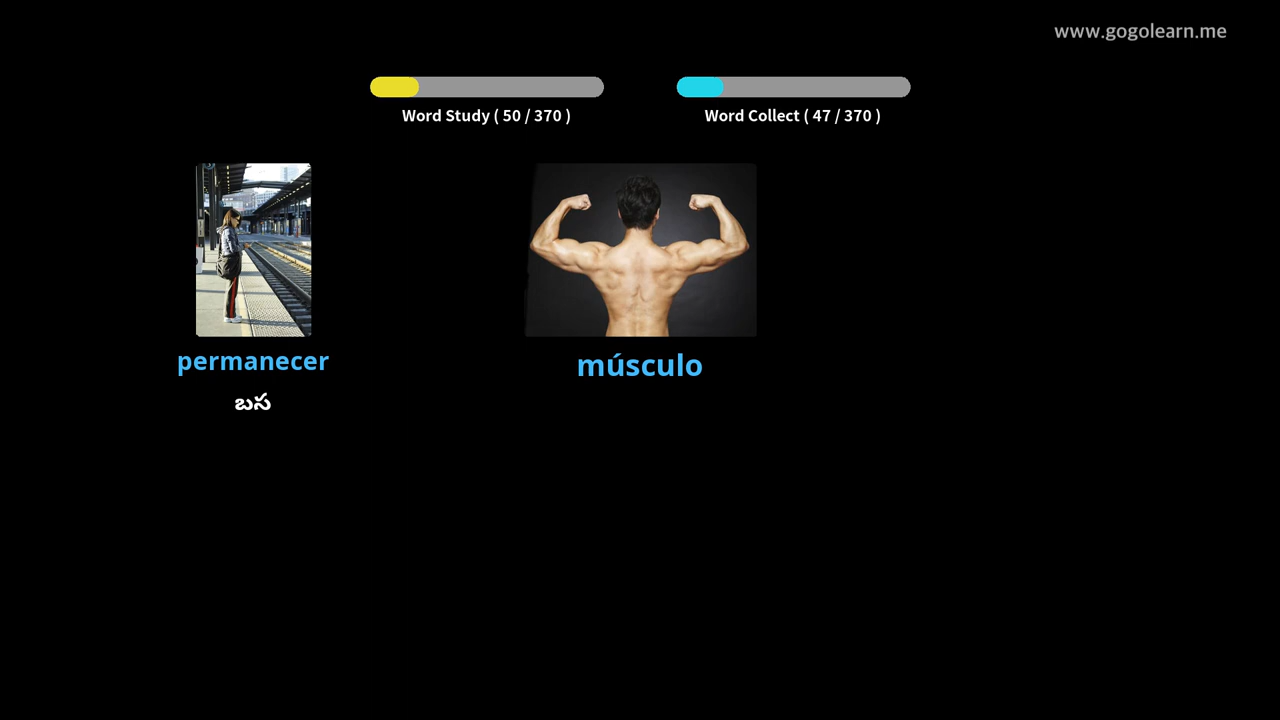 www.gogolearn.me
Word Study ( 50 / 370 )
Word Collect ( 47 / 370 )
permanecer
músculo
బస